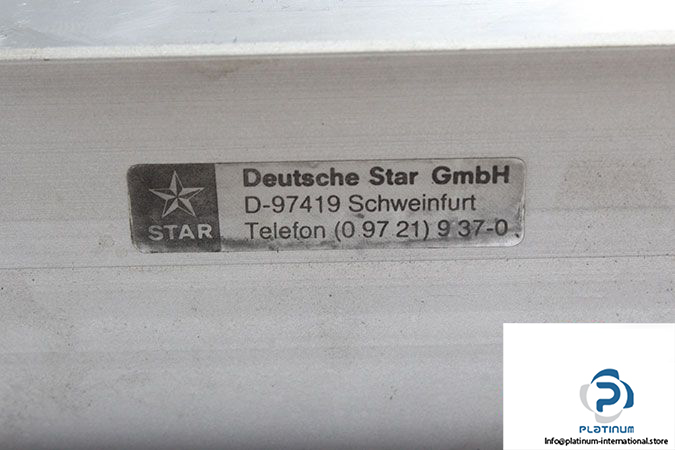 Deutsche Star GmbH
D-97419 Schweinfurt
Telefon (0 97 21) 9 37-0
STAR
PLATINUM
Info@platinum-international.store